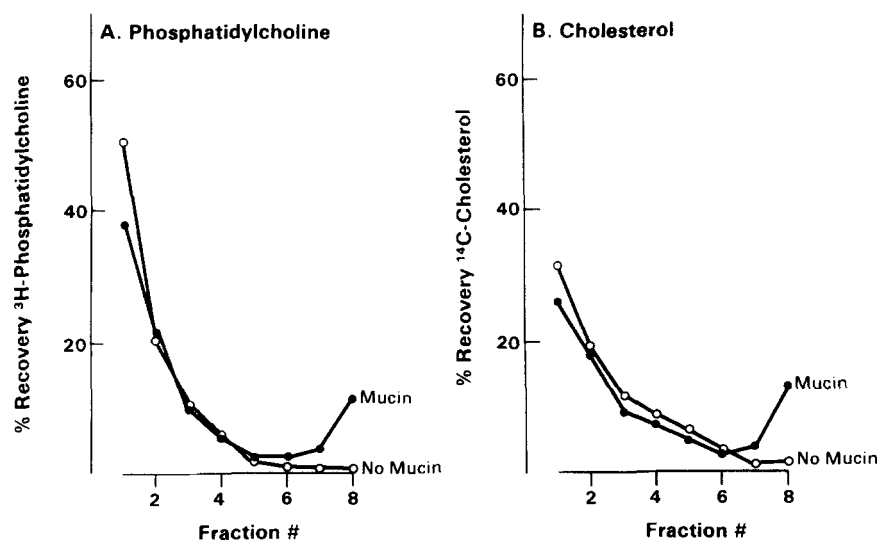 A. Phosphatidylcholine
% Recovery ³H-Phosphatidylcholine
60
40
20
Mucin
No Mucin
2 4 6 8
Fraction #
B. Cholesterol
% Recovery ¹⁴C-Cholesterol
60
40
20
Mucin
No Mucin
2 4 6 8
Fraction #